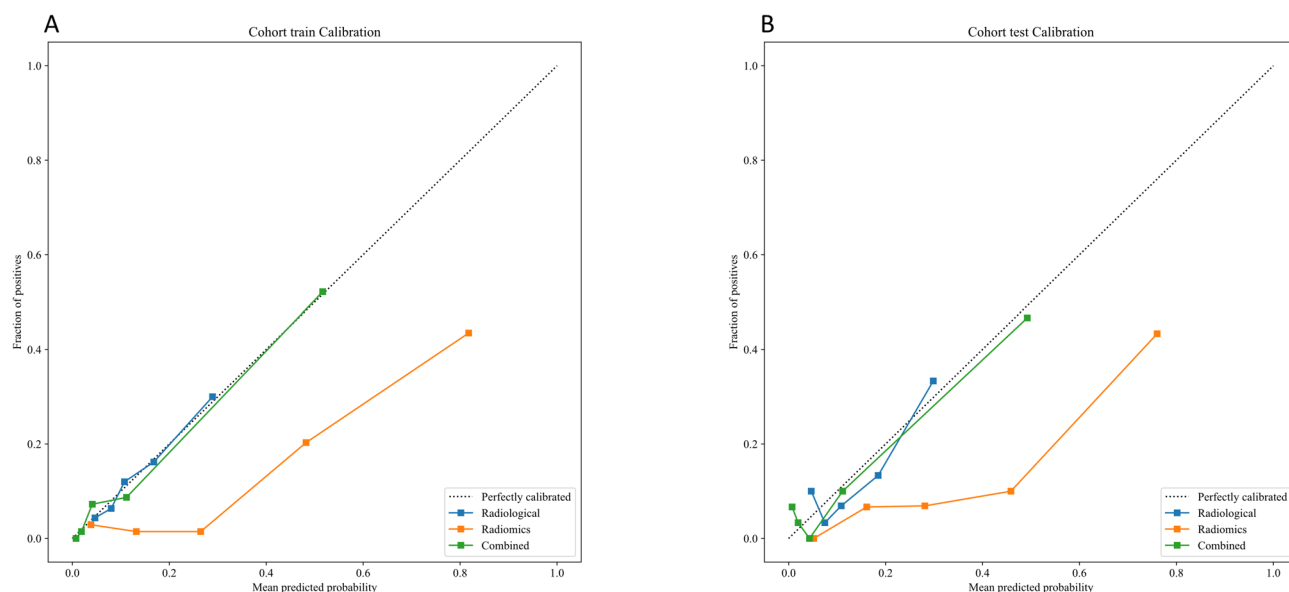 A
Cohort train Calibration
Fraction of positives
1.0
0.8
0.6
0.4
0.2
0.0
0.0 0.2 0.4 0.6 0.8 1.0
Mean predicted probability
Perfectly calibrated
Radiological
Radiomics
Combined
B
Cohort test Calibration
Fraction of positives
1.0
0.8
0.6
0.4
0.2
0.0
0.0 0.2 0.4 0.6 0.8 1.0
Mean predicted probability
Perfectly calibrated
Radiological
Radiomics
Combined